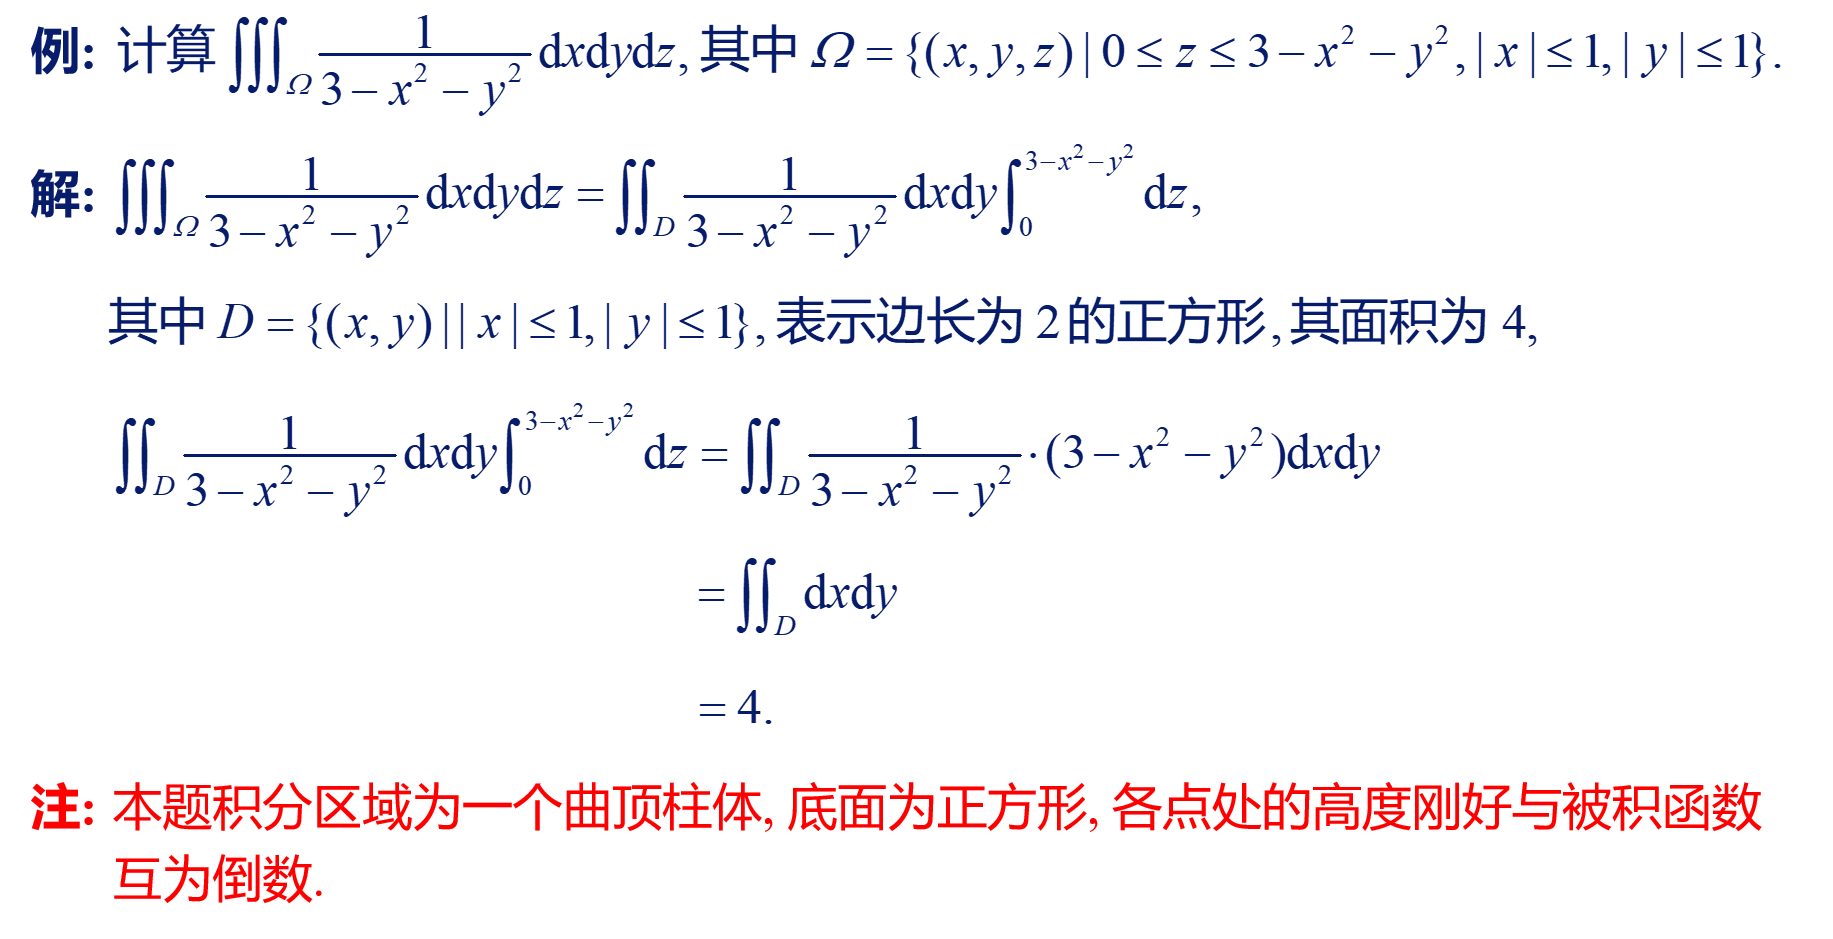 例: 计算 ∭_Ω 1/(3−x²−y²) dxdydz, 其中 Ω = {(x, y, z) | 0 ≤ z ≤ 3 − x² − y², | x | ≤ 1, | y | ≤ 1}.
解: ∭_Ω 1/(3−x²−y²) dxdydz = ∬_D 1/(3−x²−y²) dxdy ∫_0^{3−x²−y²} dz,
其中 D = {(x, y) | | x | ≤ 1, | y | ≤ 1}, 表示边长为 2 的正方形, 其面积为 4,
∬_D 1/(3−x²−y²) dxdy ∫_0^{3−x²−y²} dz = ∬_D 1/(3−x²−y²) · (3 − x² − y²)dxdy
= ∬_D dxdy
= 4.
注: 本题积分区域为一个曲顶柱体, 底面为正方形, 各点处的高度刚好与被积函数
互为倒数.